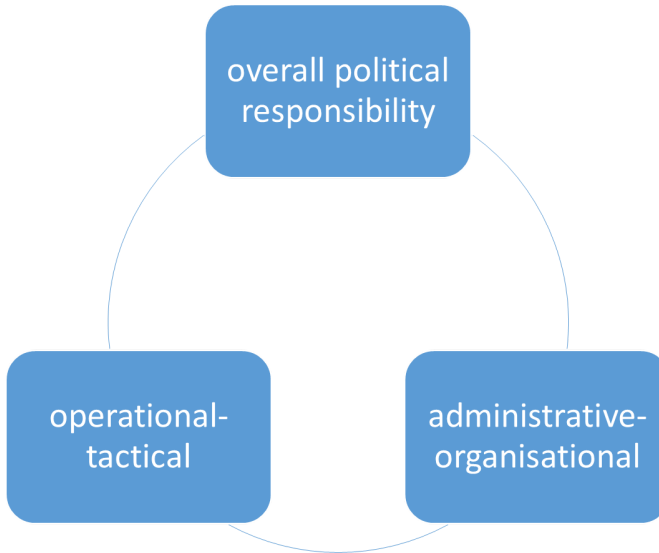 overall political
responsibility
operational-
tactical
administrative-
organisational